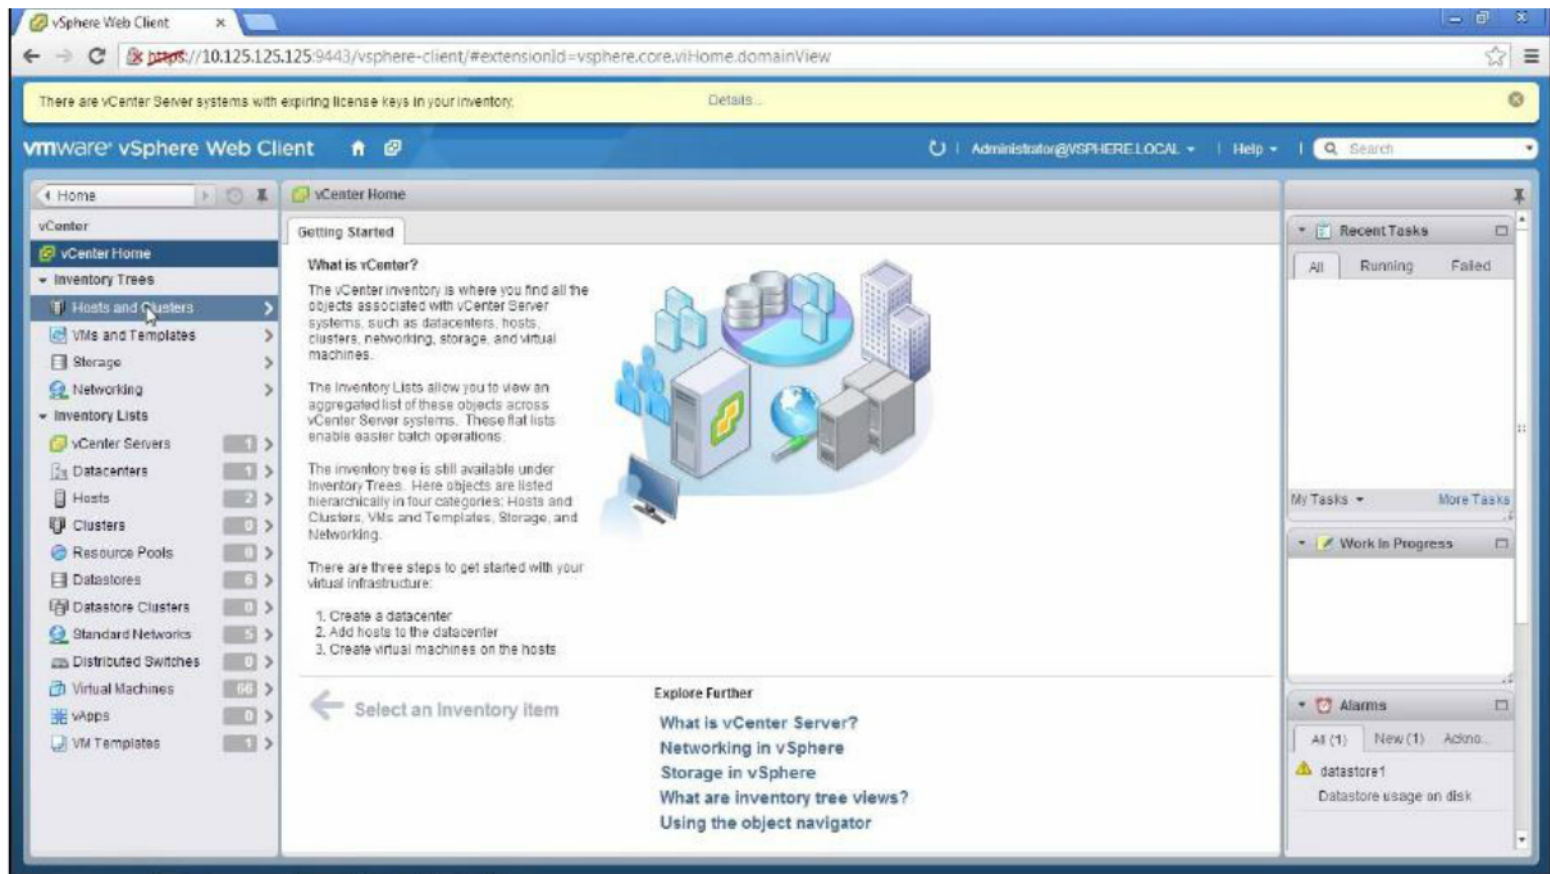 vSphere Web Client
https://10.125.125.125:9443/vsphere-client/#extensionId=vsphere.core.viHome.domainView
There are vCenter Server systems with expiring license keys in your inventory. Details...
vmware® vSphere Web Client
Administrator@VSPHERE.LOCAL
Help
Search
Home
vCenter
vCenter Home
Inventory Trees
Hosts and Clusters
VMs and Templates
Storage
Networking
Inventory Lists
vCenter Servers 1
Datacenters 1
Hosts 2
Clusters 0
Resource Pools 0
Datastores 6
Datastore Clusters 0
Standard Networks 5
Distributed Switches 0
Virtual Machines 66
vApps 0
VM Templates 1
vCenter Home
Getting Started
What is vCenter?
The vCenter inventory is where you find all the
objects associated with vCenter Server
systems, such as datacenters, hosts,
clusters, networking, storage, and virtual
machines.
The Inventory Lists allow you to view an
aggregated list of these objects across
vCenter Server systems. These flat lists
enable easier batch operations.
The inventory tree is still available under
Inventory Trees. Here objects are listed
hierarchically in four categories: Hosts and
Clusters, VMs and Templates, Storage, and
Networking.
There are three steps to get started with your
virtual infrastructure:
1. Create a datacenter
2. Add hosts to the datacenter
3. Create virtual machines on the hosts
Select an Inventory item
Explore Further
What is vCenter Server?
Networking in vSphere
Storage in vSphere
What are inventory tree views?
Using the object navigator
Recent Tasks
All Running Failed
My Tasks More Tasks
Work In Progress
Alarms
All (1) New (1) Ackno...
datastore1
Datastore usage on disk